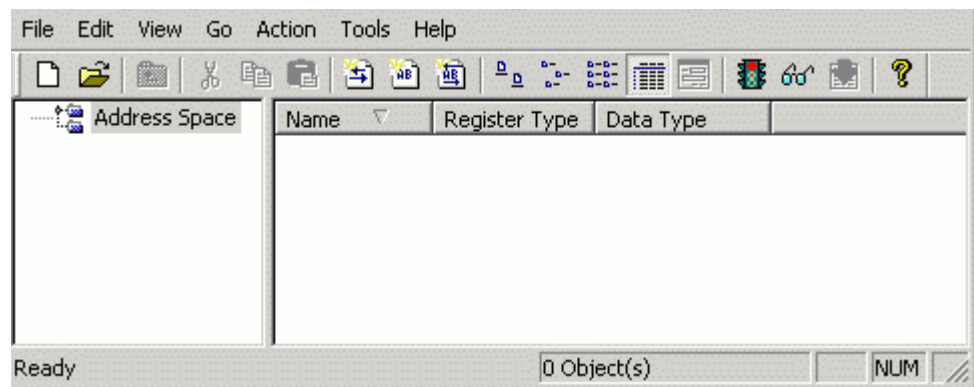 File Edit View Go Action Tools Help
Address Space
Name Register Type Data Type
Ready 0 Object(s) NUM